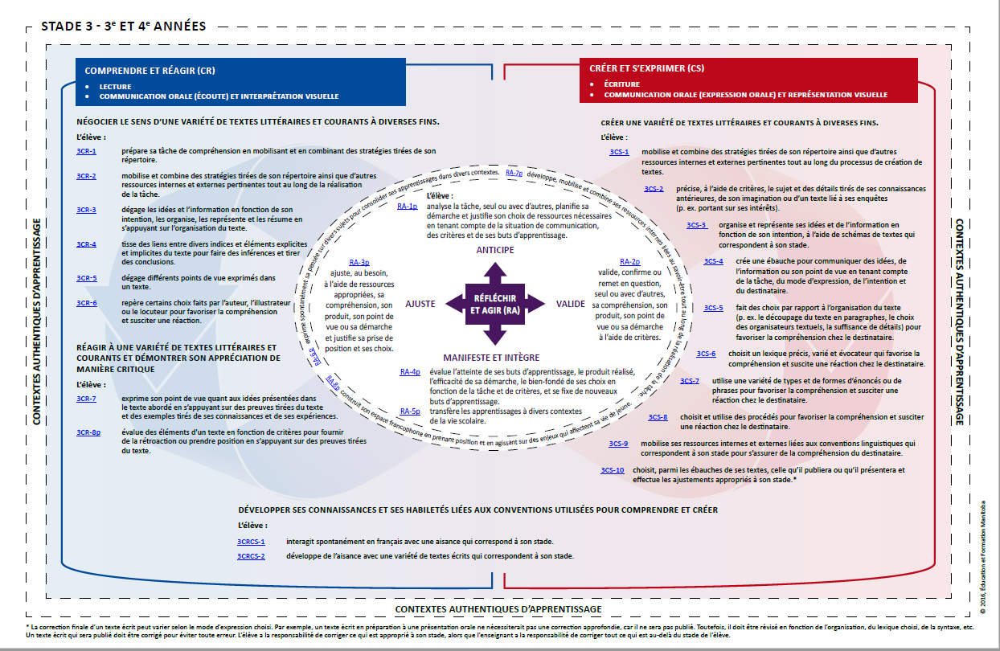 STADE 3 - 3e ET 4e ANNÉES
COMPRENDRE ET RÉAGIR (CR)
• LECTURE
• COMMUNICATION ORALE (ÉCOUTE) ET INTERPRÉTATION VISUELLE
NÉGOCIER LE SENS D'UNE VARIÉTÉ DE TEXTES LITTÉRAIRES ET COURANTS À DIVERSES FINS.
L'élève :
3CR-1 prépare sa tâche de compréhension en mobilisant et en combinant des stratégies tirées de son
répertoire.
3CR-2 mobilise et combine des stratégies tirées de son répertoire ainsi que d'autres
ressources internes et externes pertinentes tout au long de la réalisation
de la tâche.
3CR-3 dégage les idées et l'information en fonction de son
intention, les organise, les représente et les résume en
s'appuyant sur l'organisation du texte.
3CR-4 tisse des liens entre divers indices et éléments explicites
et implicites du texte pour faire des inférences et tirer
des conclusions.
3CR-5 dégage différents points de vue exprimés dans
un texte.
3CR-6 repère certains choix faits par l'auteur, l'illustrateur
ou le locuteur pour favoriser la compréhension
et susciter une réaction.
RÉAGIR À UNE VARIÉTÉ DE TEXTES LITTÉRAIRES ET
COURANTS ET DÉMONTRER SON APPRÉCIATION DE
MANIÈRE CRITIQUE
L'élève :
3CR-7 exprime son point de vue quant aux idées présentées dans
le texte abordé en s'appuyant sur des preuves tirées du texte
et des exemples tirés de ses connaissances et de ses expériences.
3CR-8p évalue des éléments d'un texte en fonction de critères pour fournir
de la rétroaction ou prendre position en s'appuyant sur des preuves tirées
du texte.
CRÉER ET S'EXPRIMER (CS)
• ÉCRITURE
• COMMUNICATION ORALE (EXPRESSION ORALE) ET REPRÉSENTATION VISUELLE
CRÉER UNE VARIÉTÉ DE TEXTES LITTÉRAIRES ET COURANTS À DIVERSES FINS.
L'élève :
3CS-1 mobilise et combine des stratégies tirées de son répertoire ainsi que d'autres
ressources internes et externes pertinentes tout au long du processus de création de
textes.
3CS-2 précise, à l'aide de critères, le sujet et des détails tirés de ses connaissances
antérieures, de son imagination ou d'un texte lié à ses enquêtes
(p. ex. portant sur ses intérêts).
3CS-3 organise et représente ses idées et de l'information en
fonction de son intention, à l'aide de schémas de textes qui
correspondent à son stade.
3CS-4 crée une ébauche pour communiquer des idées, de
l'information ou son point de vue en tenant compte
de la tâche, du mode d'expression, de l'intention et
du destinataire.
3CS-5 fait des choix par rapport à l'organisation du texte
(p. ex. le découpage du texte en paragraphes, le choix
des organisateurs textuels, la suffisance de détails) pour
favoriser la compréhension chez le destinataire.
3CS-6 choisit un lexique précis, varié et évocateur qui favorise la
compréhension et suscite une réaction chez le destinataire.
3CS-7 utilise une variété de types et de formes d'énoncés ou de
phrases pour favoriser la compréhension et susciter une
réaction chez le destinataire.
3CS-8 choisit et utilise des procédés pour favoriser la compréhension et susciter
une réaction chez le destinataire.
3CS-9 mobilise ses ressources internes et externes liées aux conventions linguistiques qui
correspondent à son stade pour s'assurer de la compréhension du destinataire.
3CS-10 choisit, parmi les ébauches de ses textes, celle qu'il publiera ou qu'il présentera et
effectue les ajustements appropriés à son stade.*
RA-6p exprime spontanément sa pensée sur divers sujets pour consolider ses apprentissages dans divers contextes.
RA-7p développe, mobilise et combine ses ressources internes liées au savoir-être tout au long de la réalisation de la tâche.
RA-8p construit son espace francophone en prenant position et en agissant sur des enjeux qui affectent sa vie de jeune.
L'élève :
RA-1p analyse la tâche, seul ou avec d'autres, planifie sa
démarche et justifie son choix de ressources nécessaires
en tenant compte de la situation de communication,
des critères et de ses buts d'apprentissage.
ANTICIPE
RA-3p
ajuste, au besoin,
à l'aide de ressources
appropriées, sa
compréhension, son
produit, son point de
vue ou sa démarche
et justifie sa prise de
position et ses choix.
AJUSTE
RÉFLÉCHIR
ET AGIR (RA)
VALIDE
RA-2p
valide, confirme ou
remet en question,
seul ou avec d'autres,
sa compréhension, son
produit, son point de
vue ou sa démarche
à l'aide de critères.
MANIFESTE ET INTÈGRE
RA-4p évalue l'atteinte de ses buts d'apprentissage, le produit réalisé,
l'efficacité de sa démarche, le bien-fondé de ses choix en
fonction de la tâche et de critères, et se fixe de nouveaux
buts d'apprentissage.
RA-5p transfère les apprentissages à divers contextes
de la vie scolaire.
DÉVELOPPER SES CONNAISSANCES ET SES HABILETÉS LIÉES AUX CONVENTIONS UTILISÉES POUR COMPRENDRE ET CRÉER
L'élève :
3CRCS-1 interagit spontanément en français avec une aisance qui correspond à son stade.
3CRCS-2 développe de l'aisance avec une variété de textes écrits qui correspondent à son stade.
CONTEXTES AUTHENTIQUES D'APPRENTISSAGE
CONTEXTES AUTHENTIQUES D'APPRENTISSAGE
CONTEXTES AUTHENTIQUES D'APPRENTISSAGE
© 2016, Éducation et Formation Manitoba
* La correction finale d'un texte écrit peut varier selon le mode d'expression choisi. Par exemple, un texte écrit en préparation à une présentation orale ne nécessiterait pas une correction approfondie, car il ne sera pas publié. Toutefois, il doit être révisé en fonction de l'organisation, du lexique choisi, de la syntaxe, etc.
Un texte écrit qui sera publié doit être corrigé pour éviter toute erreur. L'élève a la responsabilité de corriger ce qui est approprié à son stade, alors que l'enseignant a la responsabilité de corriger tout ce qui est au-delà du stade de l'élève.